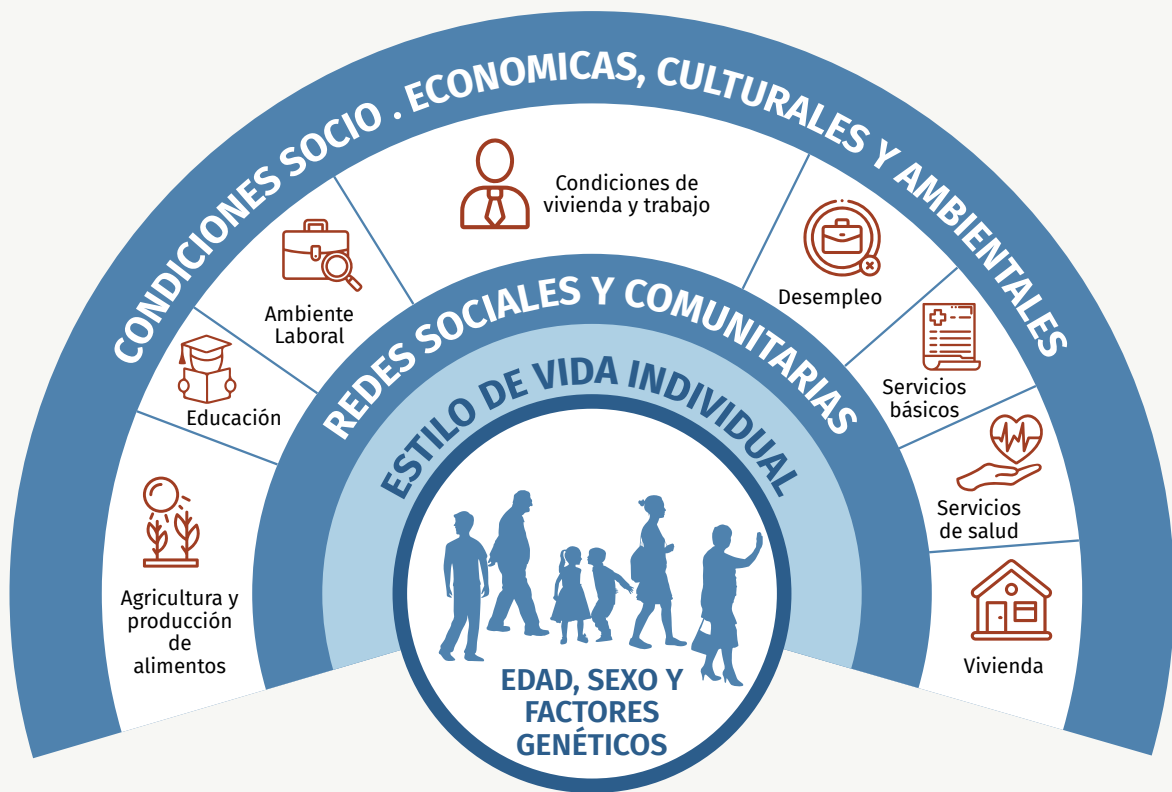 CONDICIONES SOCIO . ECONOMICAS, CULTURALES Y AMBIENTALES
Condiciones de
vivienda y trabajo
Ambiente
Laboral
Desempleo
Educación
Servicios
básicos
Agricultura y
producción
de
alimentos
Servicios
de salud
Vivienda
REDES SOCIALES Y COMUNITARIAS
ESTILO DE VIDA INDIVIDUAL
EDAD, SEXO Y
FACTORES
GENÉTICOS